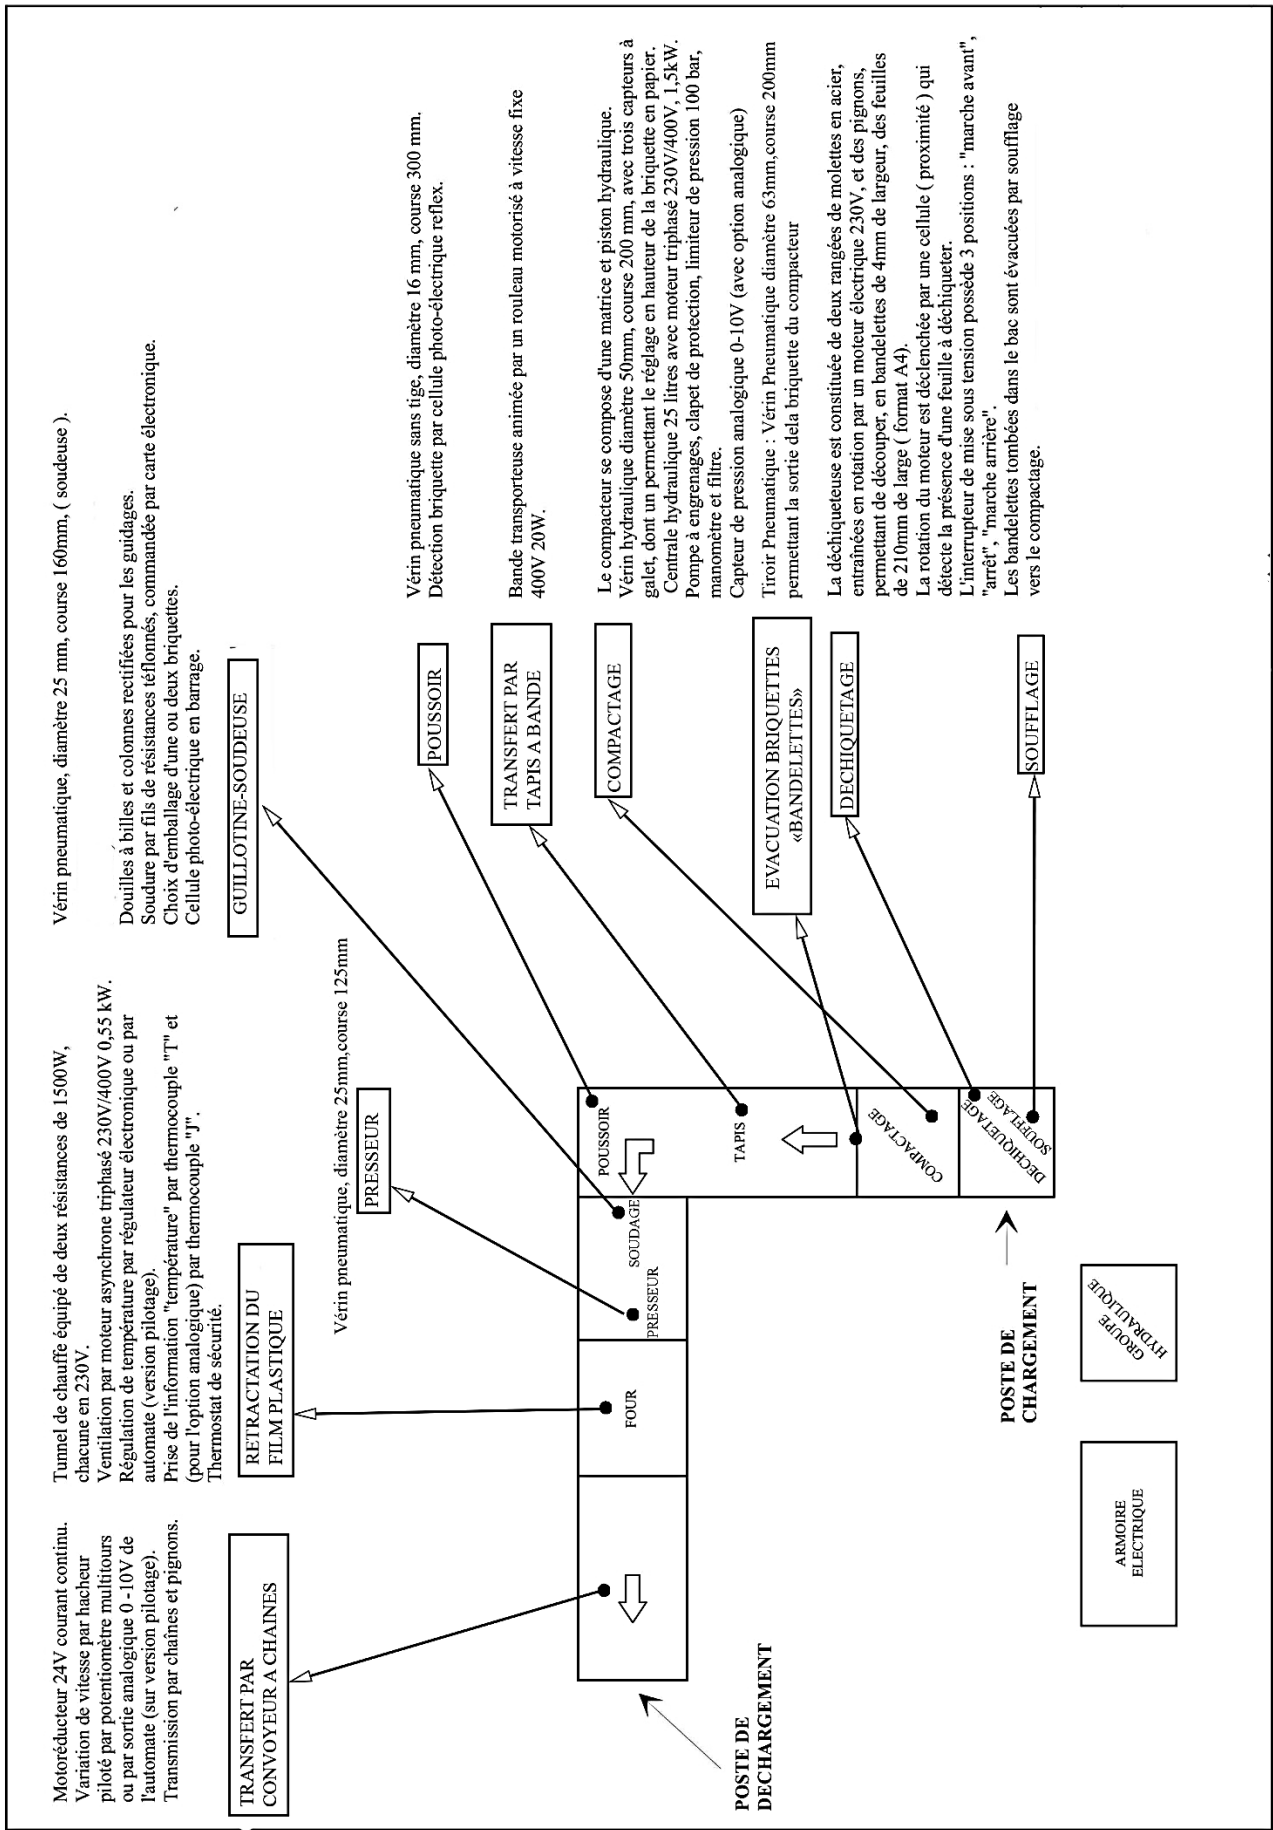 Motoréducteur 24V courant continu.
Variation de vitesse par hacheur
piloté par potentiomètre multitours
ou par sortie analogique 0 -10V de
l'automate (sur version pilotage).
Transmission par chaînes et pignons.
TRANSFERT PAR
CONVOYEUR A CHAINES
Tunnel de chauffe équipé de deux résistances de 1500W,
chacune en 230V.
Ventilation par moteur asynchrone triphasé 230V/400V 0,55 kW.
Régulation de température par régulateur électronique ou par
automate (version pilotage).
Prise de l'information "température" par thermocouple "T" et
(pour l'option analogique) par thermocouple "J".
Thermostat de sécurité.
RETRACTATION DU
FILM PLASTIQUE
Vérin pneumatique, diamètre 25mm,course 125mm
PRESSEUR
Vérin pneumatique, diamètre 25 mm, course 160mm, ( soudeuse ).
Douilles à billes et colonnes rectifiées pour les guidages.
Soudure par fils de résistances téflonnés, commandée par carte électronique.
Choix d'emballage d'une ou deux briquettes.
Cellule photo-électrique en barrage.
GUILLOTINE-SOUDEUSE
POUSSOIR
Vérin pneumatique sans tige, diamètre 16 mm, course 300 mm.
Détection briquette par cellule photo-électrique reflex.
TRANSFERT PAR
TAPIS A BANDE
Bande transporteuse animée par un rouleau motorisé à vitesse fixe
400V 20W.
COMPACTAGE
Le compacteur se compose d'une matrice et piston hydraulique.
Vérin hydraulique diamètre 50mm, course 200 mm, avec trois capteurs à
galet, dont un permettant le réglage en hauteur de la briquette en papier.
Centrale hydraulique 25 litres avec moteur triphasé 230V/400V, 1,5kW.
Pompe à engrenages, clapet de protection, limiteur de pression 100 bar,
manomètre et filtre.
Capteur de pression analogique 0-10V (avec option analogique)
EVACUATION BRIQUETTES
«BANDELETTES»
Tiroir Pneumatique : Vérin Pneumatique diamètre 63mm,course 200mm
permettant la sortie dela briquette du compacteur
DECHIQUETAGE
La déchiqueteuse est constituée de deux rangées de molettes en acier,
entraînées en rotation par un moteur électrique 230V, et des pignons,
permettant de découper, en bandelettes de 4mm de largeur, des feuilles
de 210mm de large ( format A4).
La rotation du moteur est déclenchée par une cellule ( proximité ) qui
détecte la présence d'une feuille à déchiqueter.
L'interrupteur de mise sous tension possède 3 positions : "marche avant",
"arrêt", "marche arrière".
SOUFFLAGE
Les bandelettes tombées dans le bac sont évacuées par soufflage
vers le compactage.
FOUR
PRESSEUR
SOUDAGE
POUSSOIR
TAPIS
COMPACTAGE
DECHIQUETAGE
SOUFFLAGE
POSTE DE
DECHARGEMENT
POSTE DE
CHARGEMENT
ARMOIRE
ELECTRIQUE
GROUPE
HYDRAULIQUE